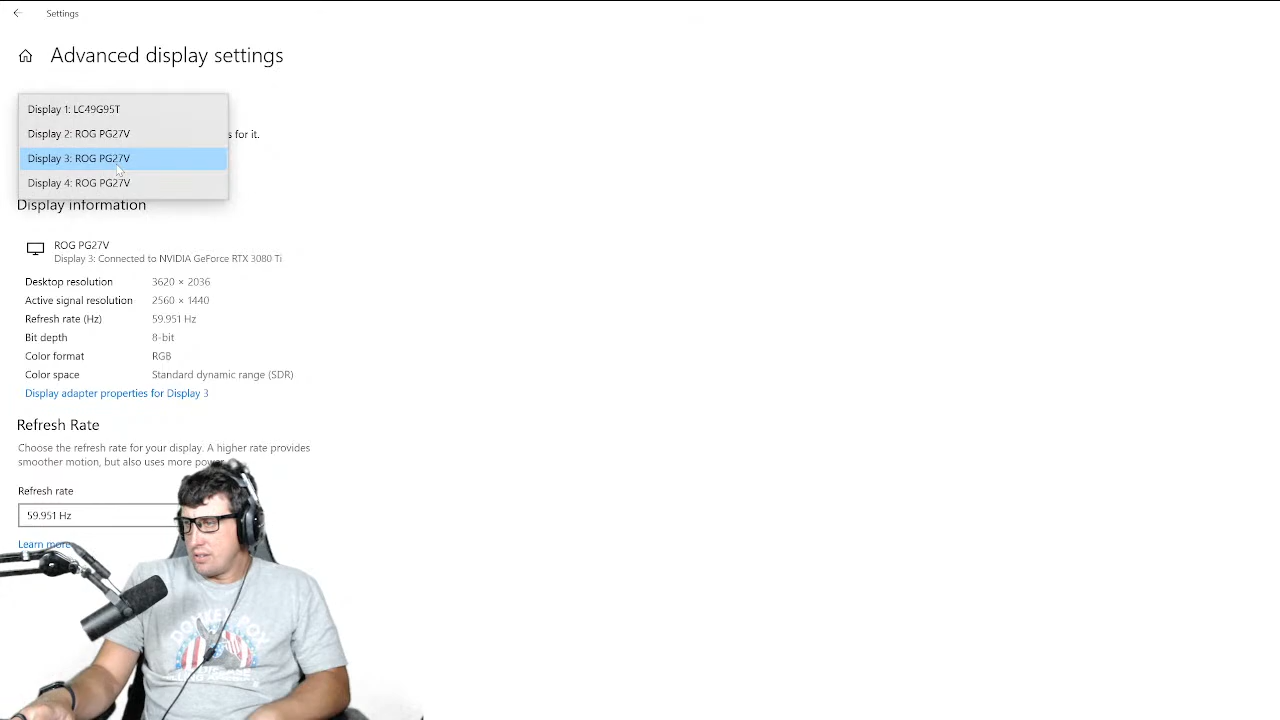 Settings
Advanced display settings
Display 1: LC49G95T
Display 2: ROG PG27V
s for it.
Display 3: ROG PG27V
Display 4: ROG PG27V
Display information
ROG PG27V
Display 3: Connected to NVIDIA GeForce RTX 3080 Ti
Desktop resolution 3620 × 2036
Active signal resolution 2560 × 1440
Refresh rate (Hz) 59.951 Hz
Bit depth 8-bit
Color format RGB
Color space Standard dynamic range (SDR)
Display adapter properties for Display 3
Refresh Rate
Choose the refresh rate for your display. A higher rate provides
smoother motion, but also uses more power
Refresh rate
59.951 Hz
Learn more
DONKEY POX